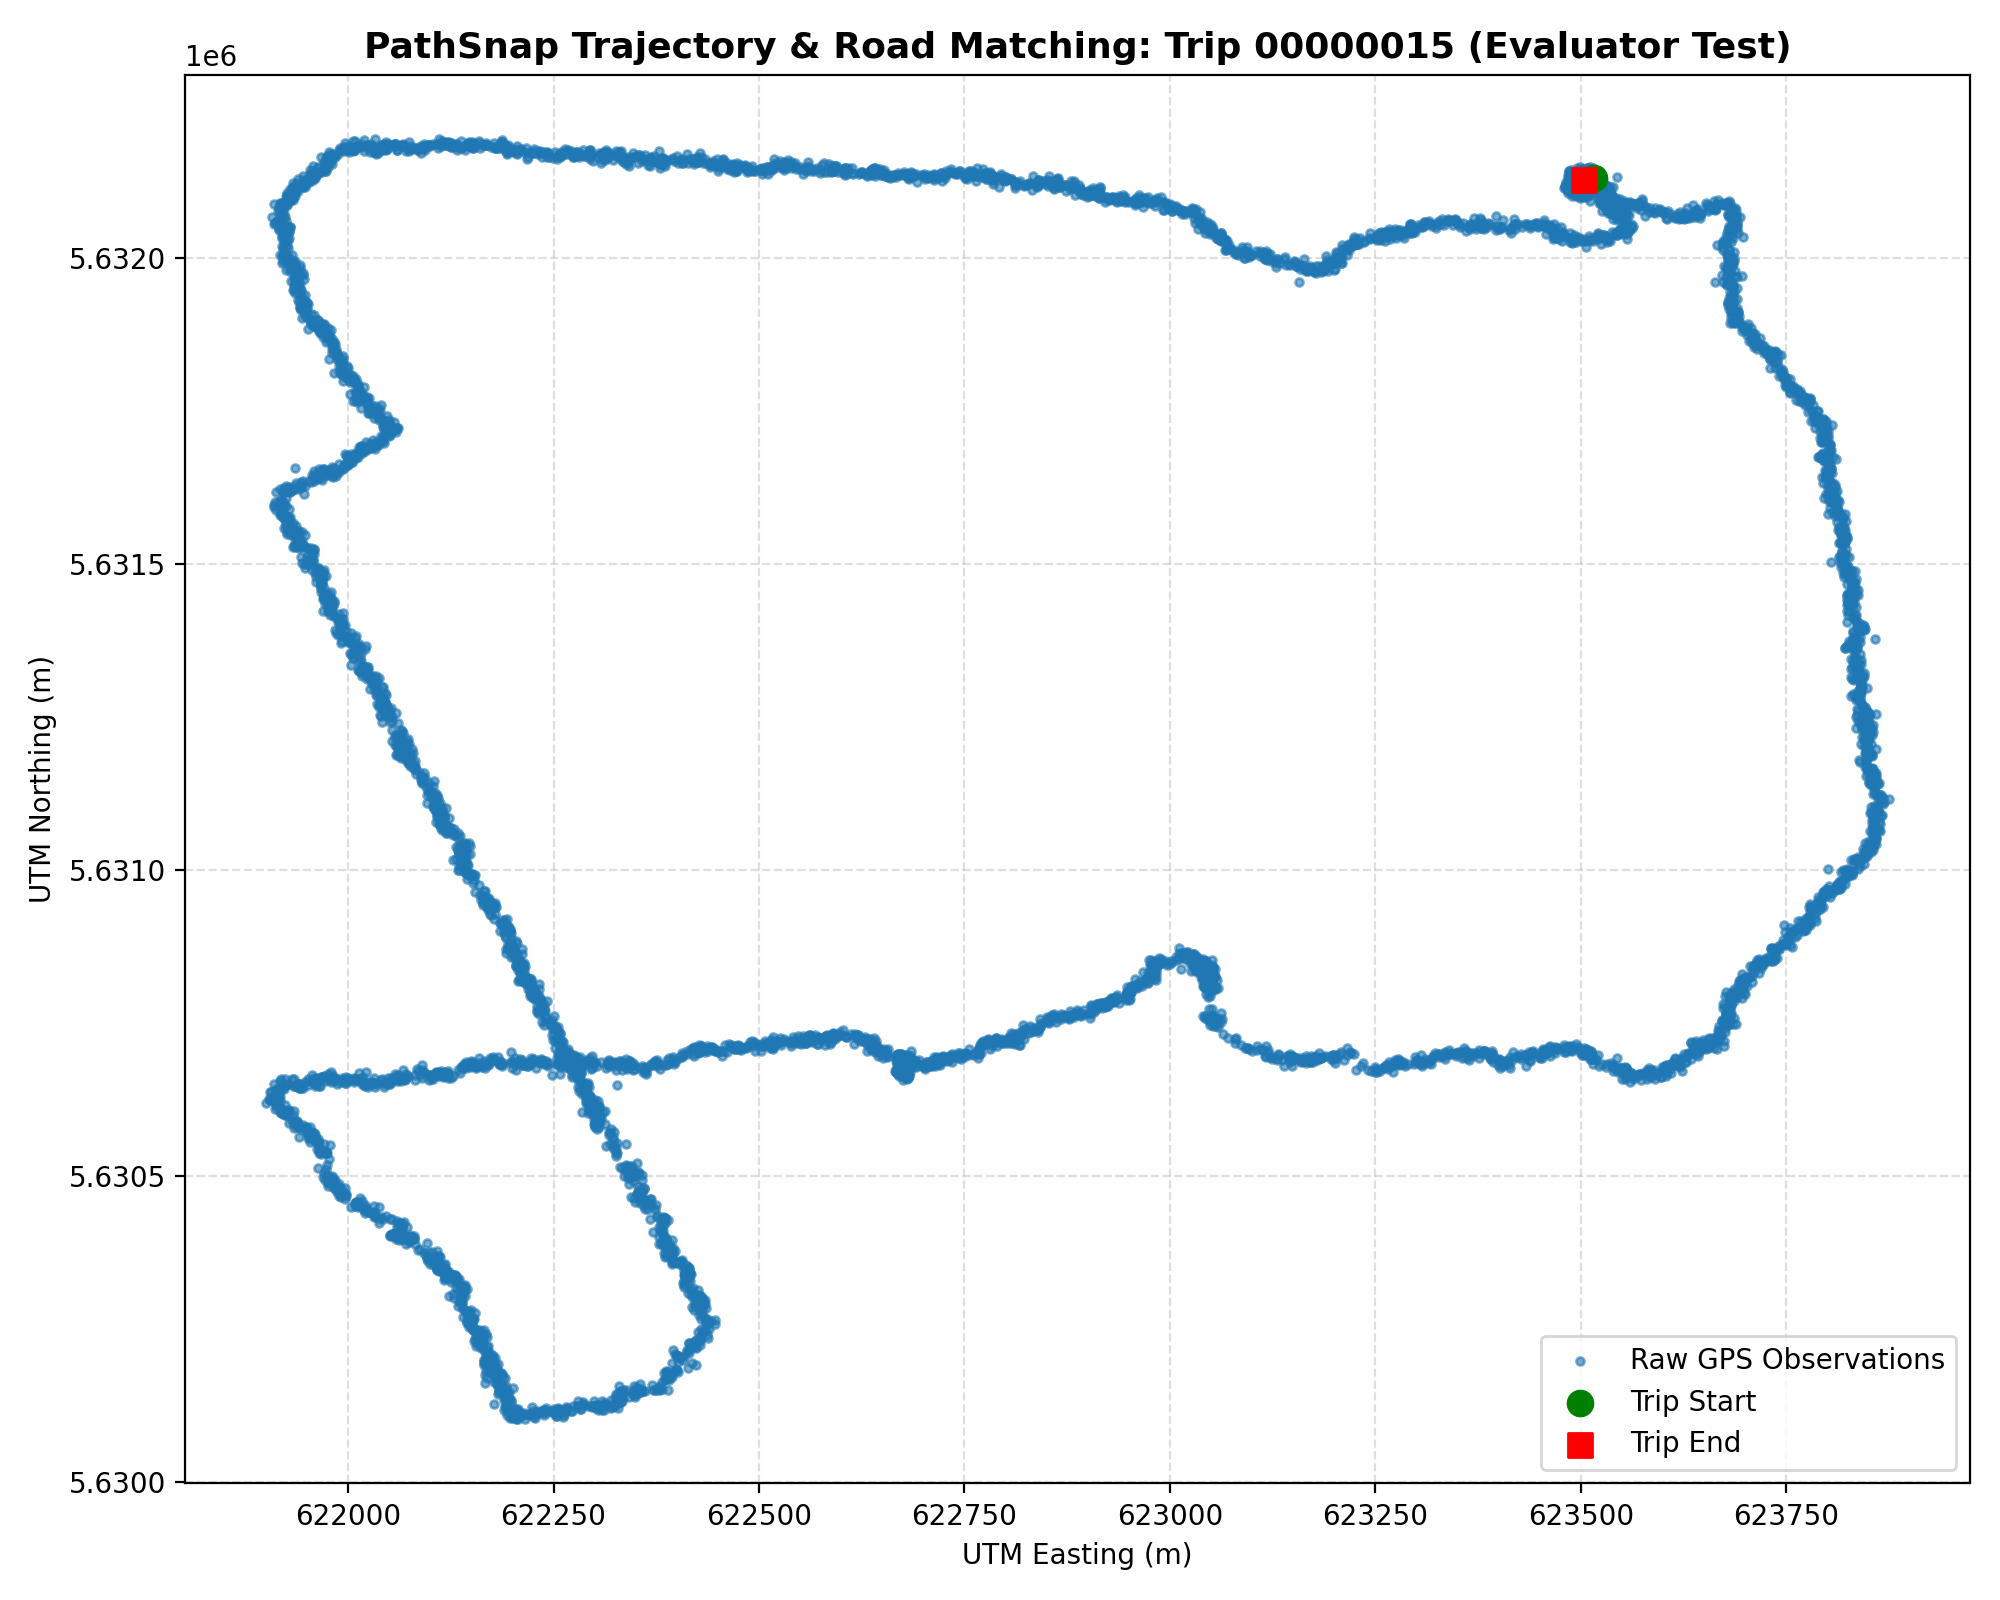 PathSnap Trajectory & Road Matching: Trip 00000015 (Evaluator Test)
1e6
5.6320
5.6315
5.6310
5.6305
5.6300
UTM Northing (m)
622000 622250 622500 622750 623000 623250 623500 623750
UTM Easting (m)
Raw GPS Observations
Trip Start
Trip End